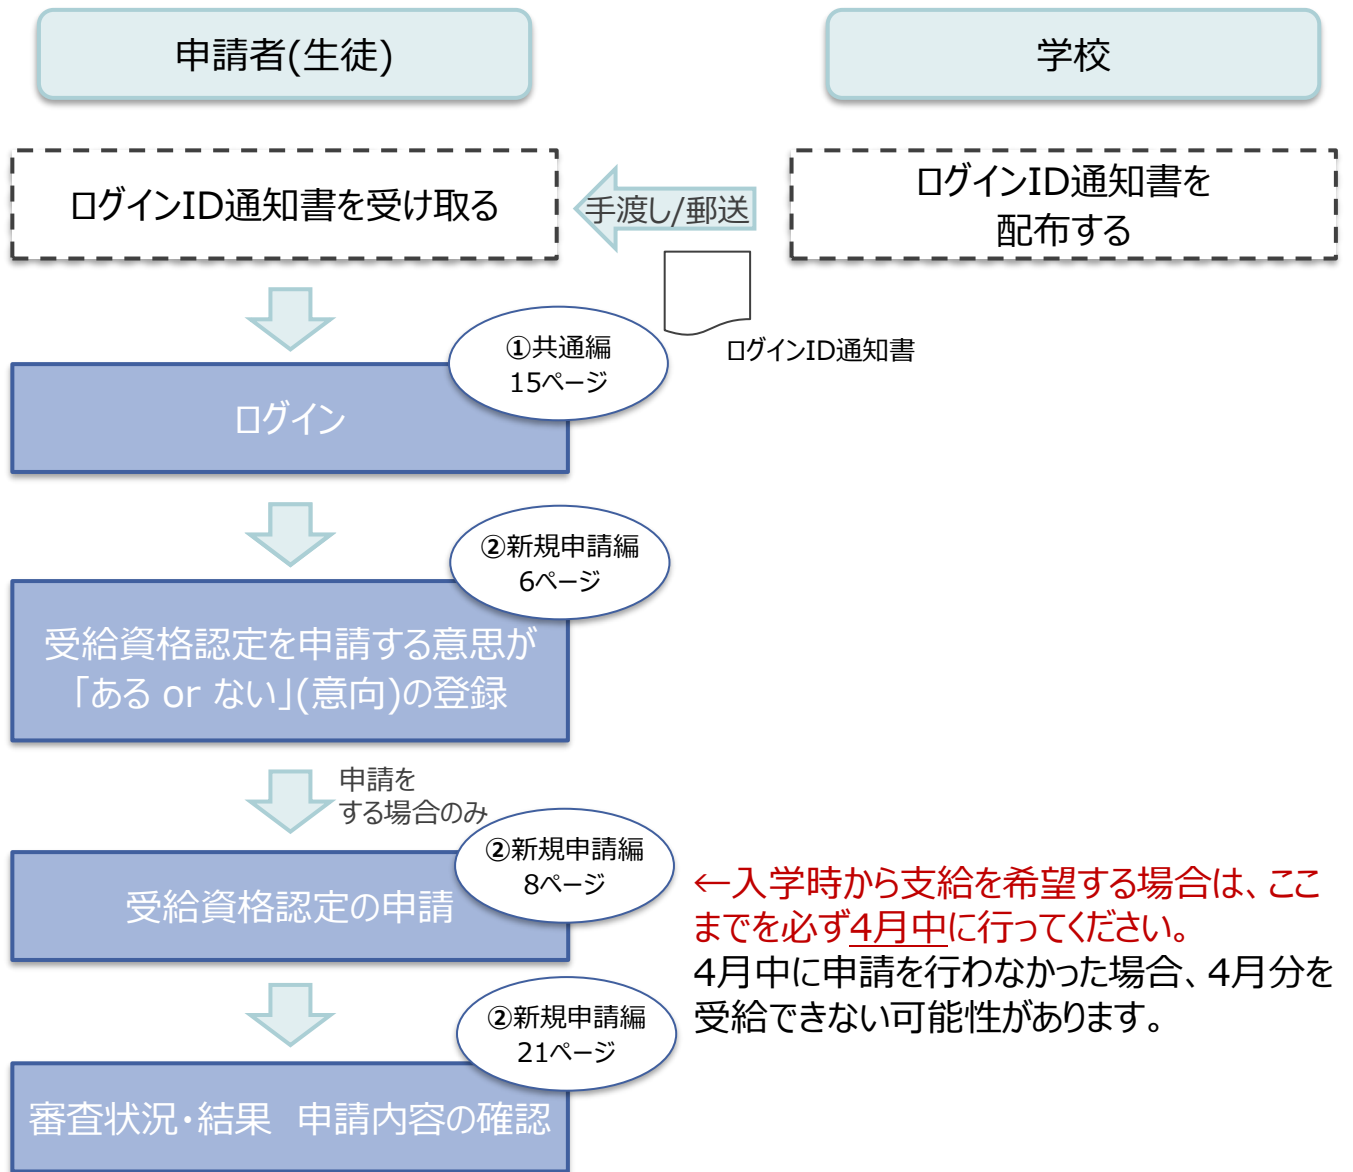 申請者(生徒)
学校
ログインID通知書を受け取る
手渡し/郵送
ログインID通知書を
配布する
ログインID通知書
①共通編
15ページ
ログイン
②新規申請編
6ページ
受給資格認定を申請する意思が
「ある or ない」(意向)の登録
申請を
する場合のみ
②新規申請編
8ページ
受給資格認定の申請
←入学時から支給を希望する場合は、ここ
までを必ず4月中に行ってください。
4月中に申請を行わなかった場合、4月分を
受給できない可能性があります。
②新規申請編
21ページ
審査状況・結果　申請内容の確認